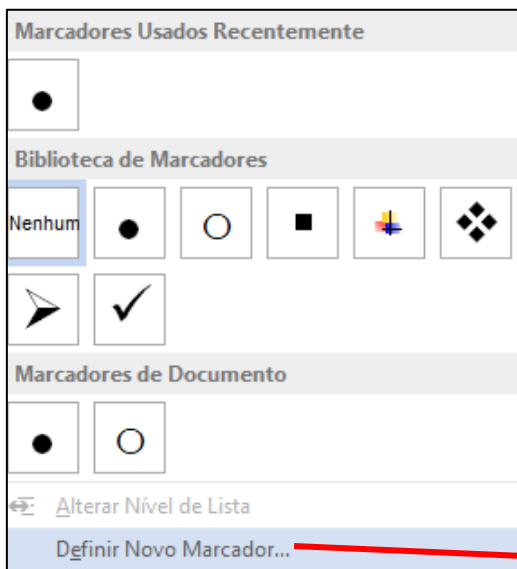 Marcadores Usados Recentemente
Biblioteca de Marcadores
Nenhum
Marcadores de Documento
Alterar Nível de Lista
Definir Novo Marcador...